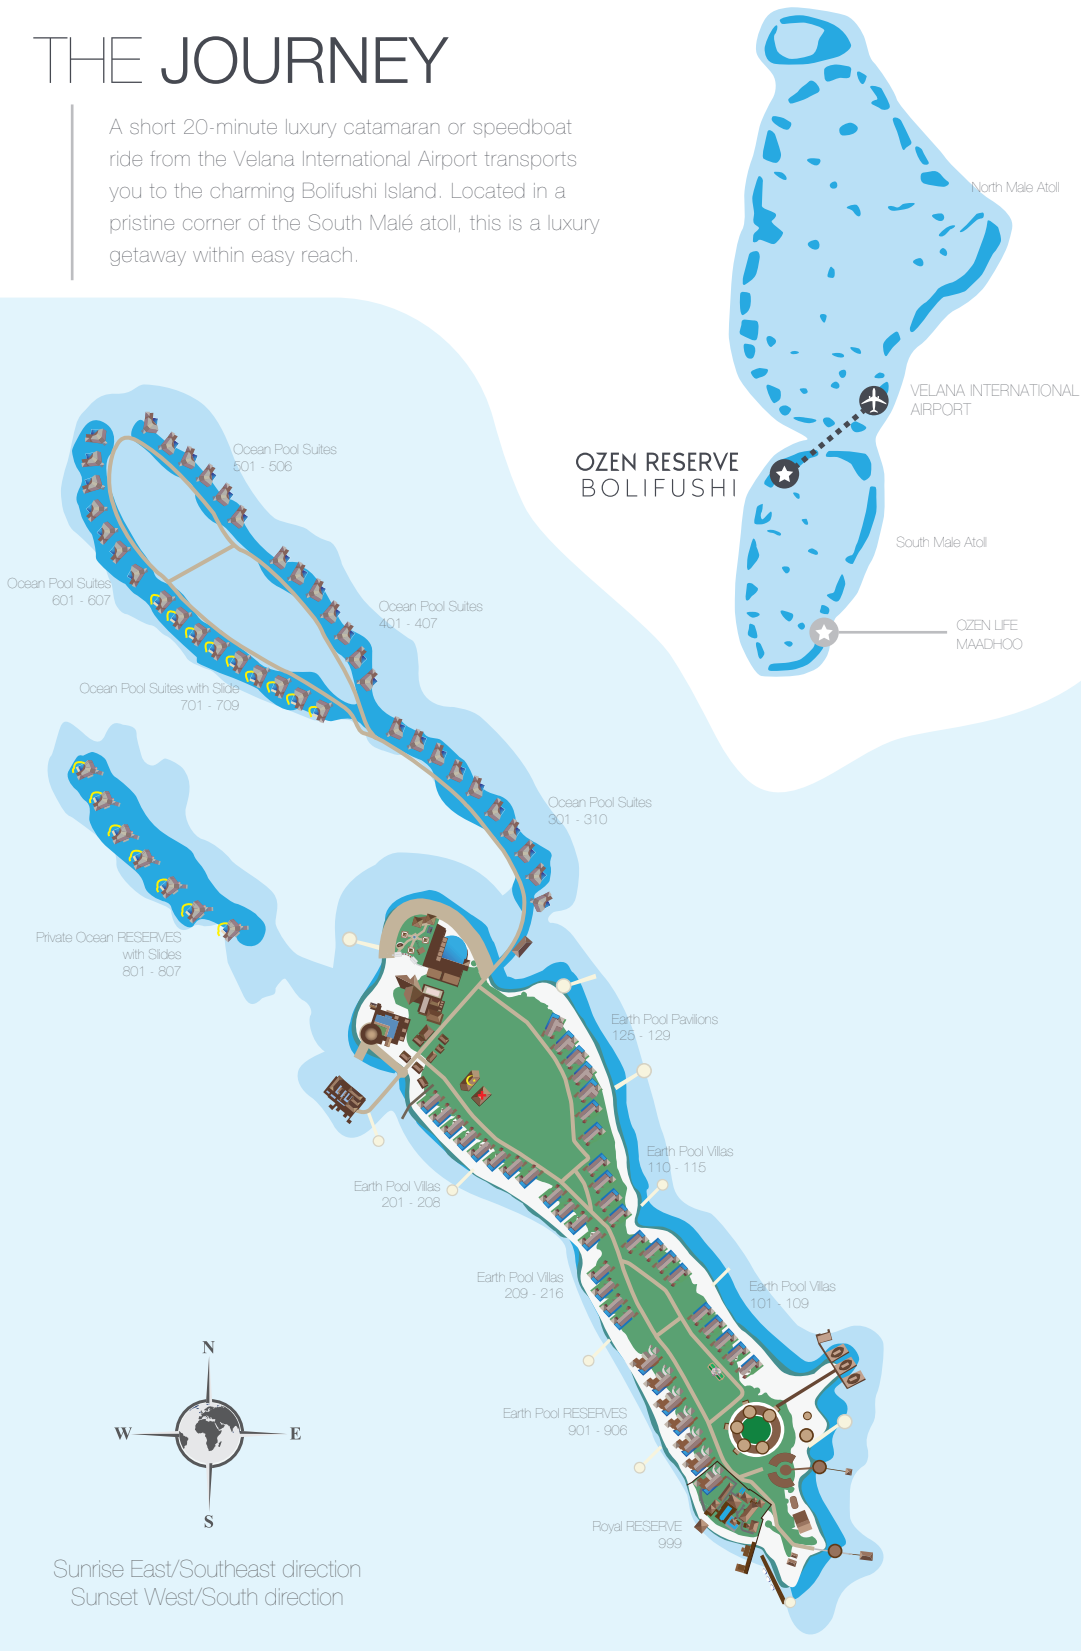 THE JOURNEY
A short 20-minute luxury catamaran or speedboat
ride from the Velana International Airport transports
you to the charming Bolifushi Island. Located in a
pristine corner of the South Malé atoll, this is a luxury
getaway within easy reach.
North Male Atoll
VELANA INTERNATIONAL
AIRPORT
OZEN RESERVE
BOLIFUSHI
South Male Atoll
OZEN LIFE
MAADHOO
Ocean Pool Suites
501 - 506
Ocean Pool Suites
601 - 607
Ocean Pool Suites
401 - 407
Ocean Pool Suites with Slide
701 - 709
Ocean Pool Suites
301 - 310
Private Ocean RESERVES
with Slides
801 - 807
Earth Pool Pavilions
125 - 129
Earth Pool Villas
110 - 115
Earth Pool Villas
201 - 208
Earth Pool Villas
209 - 216
Earth Pool Villas
101 - 109
Earth Pool RESERVES
901 - 906
Royal RESERVE
999
N
W
E
S
Sunrise East/Southeast direction
Sunset West/South direction